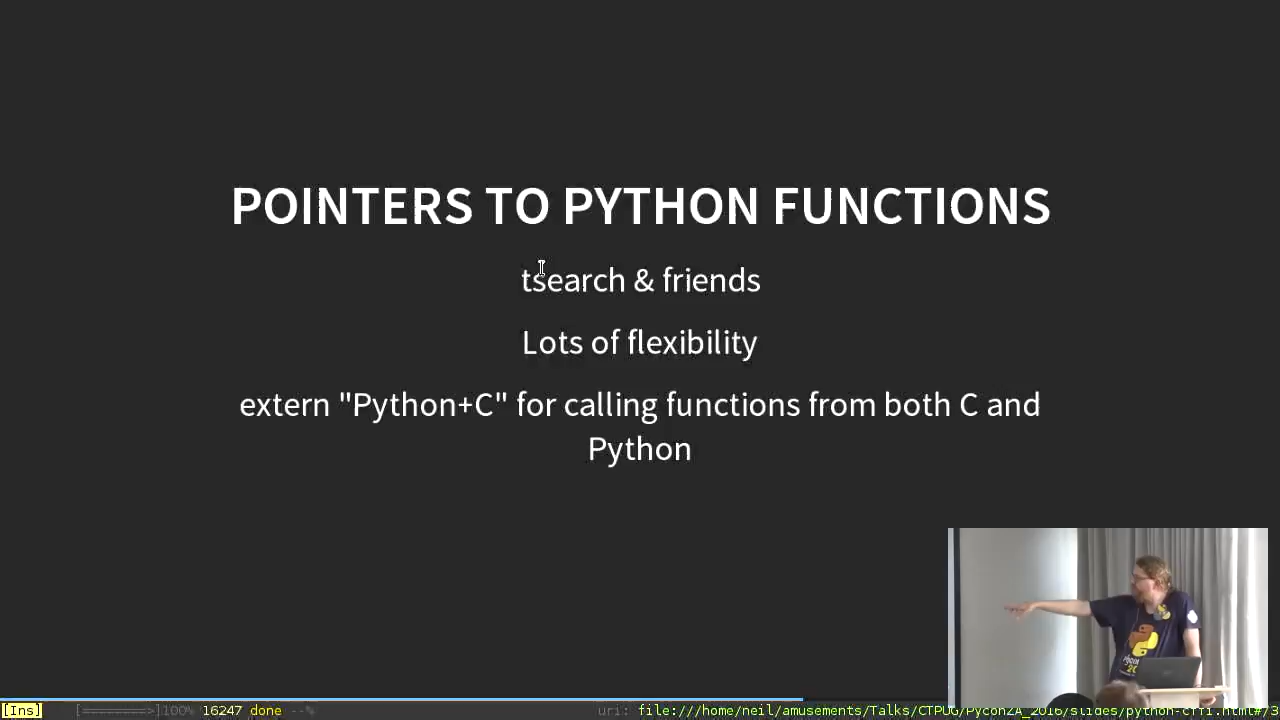 POINTERS TO PYTHON FUNCTIONS
tsearch & friends
Lots of flexibility
extern "Python+C" for calling functions from both C and
Python
[Ins] [========>]100% 16247 done --% uri: file:///home/neil/amusements/Talks/CTPUG/PyconZA_2016/slides/python-cffi.html#/3